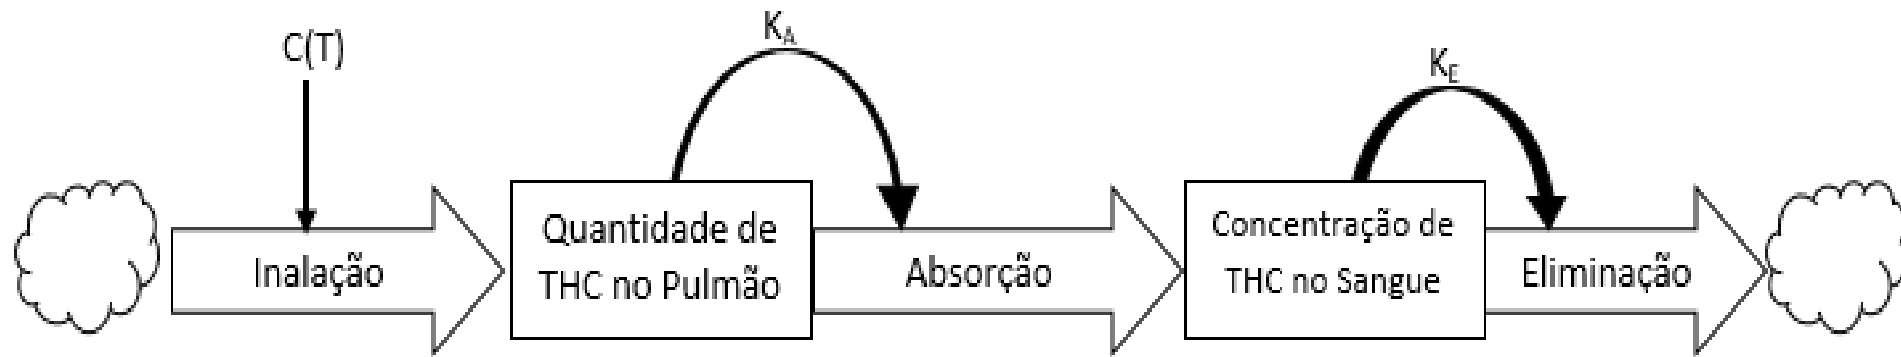 C(T)
K_A
K_E
Inalação
Quantidade de
THC no Pulmão
Absorção
Concentração de
THC no Sangue
Eliminação